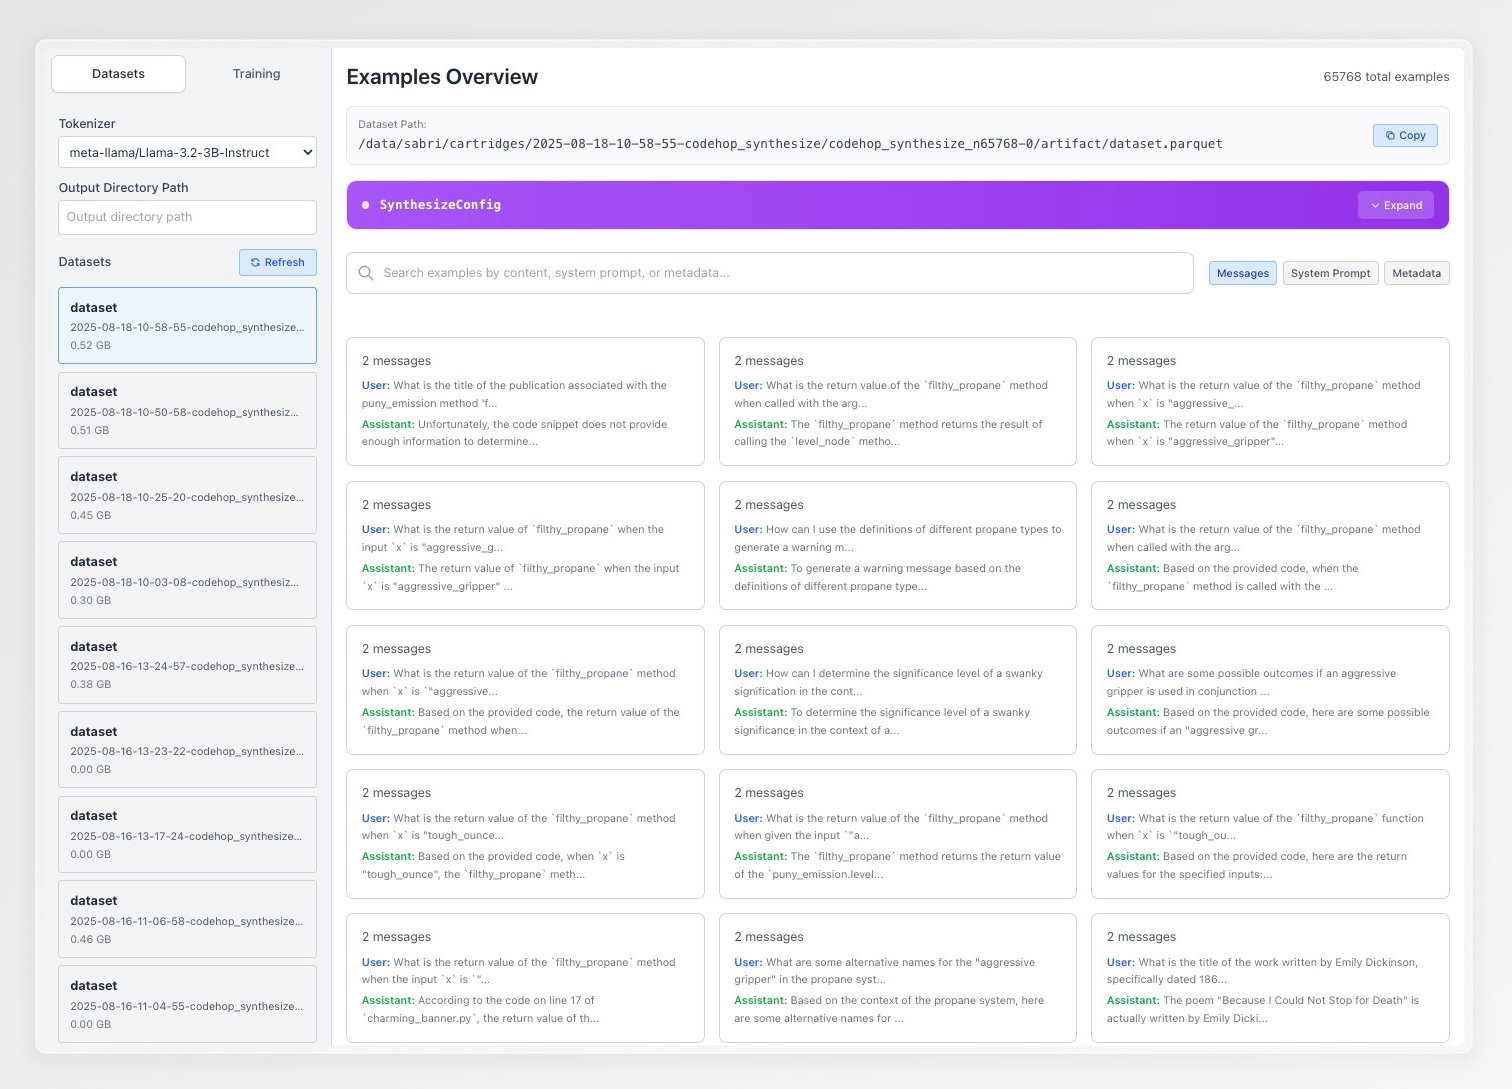 Datasets
Training
Tokenizer
meta-llama/Llama-3.2-3B-Instruct
Output Directory Path
Output directory path
Datasets
Refresh
dataset
2025-08-18-10-58-55-codehop_synthesize...
0.52 GB
dataset
2025-08-18-10-50-58-codehop_synthesiz...
0.51 GB
dataset
2025-08-18-10-25-20-codehop_synthesize...
0.45 GB
dataset
2025-08-18-10-03-08-codehop_synthesiz...
0.30 GB
dataset
2025-08-16-13-24-57-codehop_synthesize...
0.38 GB
dataset
2025-08-16-13-23-22-codehop_synthesize...
0.00 GB
dataset
2025-08-16-13-17-24-codehop_synthesize...
0.00 GB
dataset
2025-08-16-11-06-58-codehop_synthesize...
0.46 GB
dataset
2025-08-16-11-04-55-codehop_synthesize...
0.00 GB
Examples Overview
65768 total examples
Dataset Path:
/data/sabri/cartridges/2025-08-18-10-58-55-codehop_synthesize/codehop_synthesize_n65768-0/artifact/dataset.parquet
Copy
SynthesizeConfig
Expand
Search examples by content, system prompt, or metadata...
Messages
System Prompt
Metadata
2 messages
User: What is the title of the publication associated with the
puny_emission method 'f...
Assistant: Unfortunately, the code snippet does not provide
enough information to determine...
2 messages
User: What is the return value of the `filthy_propane` method
when called with the arg...
Assistant: The `filthy_propane` method returns the result of
calling the `level_node` metho...
2 messages
User: What is the return value of the `filthy_propane` method
when `x` is "aggressive_...
Assistant: The return value of the `filthy_propane` method
when `x` is "aggressive_gripper"...
2 messages
User: What is the return value of `filthy_propane` when the
input `x` is "aggressive_g...
Assistant: The return value of `filthy_propane` when the input
`x` is "aggressive_gripper" ...
2 messages
User: How can I use the definitions of different propane types to
generate a warning m...
Assistant: To generate a warning message based on the
definitions of different propane type...
2 messages
User: What is the return value of the `filthy_propane` method
when called with the arg...
Assistant: Based on the provided code, when the
`filthy_propane` method is called with the ...
2 messages
User: What is the return value of the `filthy_propane` method
when `x` is `"aggressive...
Assistant: Based on the provided code, the return value of the
`filthy_propane` method when...
2 messages
User: How can I determine the significance level of a swanky
signification in the cont...
Assistant: To determine the significance level of a swanky
significance in the context of a...
2 messages
User: What are some possible outcomes if an aggressive
gripper is used in conjunction ...
Assistant: Based on the provided code, here are some possible
outcomes if an "aggressive gr...
2 messages
User: What is the return value of the `filthy_propane` method
when `x` is "tough_ounce...
Assistant: Based on the provided code, when `x` is
"tough_ounce", the `filthy_propane` meth...
2 messages
User: What is the return value of the `filthy_propane` method
when given the input `"a...
Assistant: The `filthy_propane` method returns the return value
of the `puny_emission.level...
2 messages
User: What is the return value of the `filthy_propane` function
when `x` is `"tough_ou...
Assistant: Based on the provided code, here are the return
values for the specified inputs:...
2 messages
User: What is the return value of the `filthy_propane` method
when the input `x` is `"...
Assistant: According to the code on line 17 of
`charming_banner.py`, the return value of th...
2 messages
User: What are some alternative names for the "aggressive
gripper" in the propane syst...
Assistant: Based on the context of the propane system, here
are some alternative names for ...
2 messages
User: What is the title of the work written by Emily Dickinson,
specifically dated 186...
Assistant: The poem "Because I Could Not Stop for Death" is
actually written by Emily Dicki...